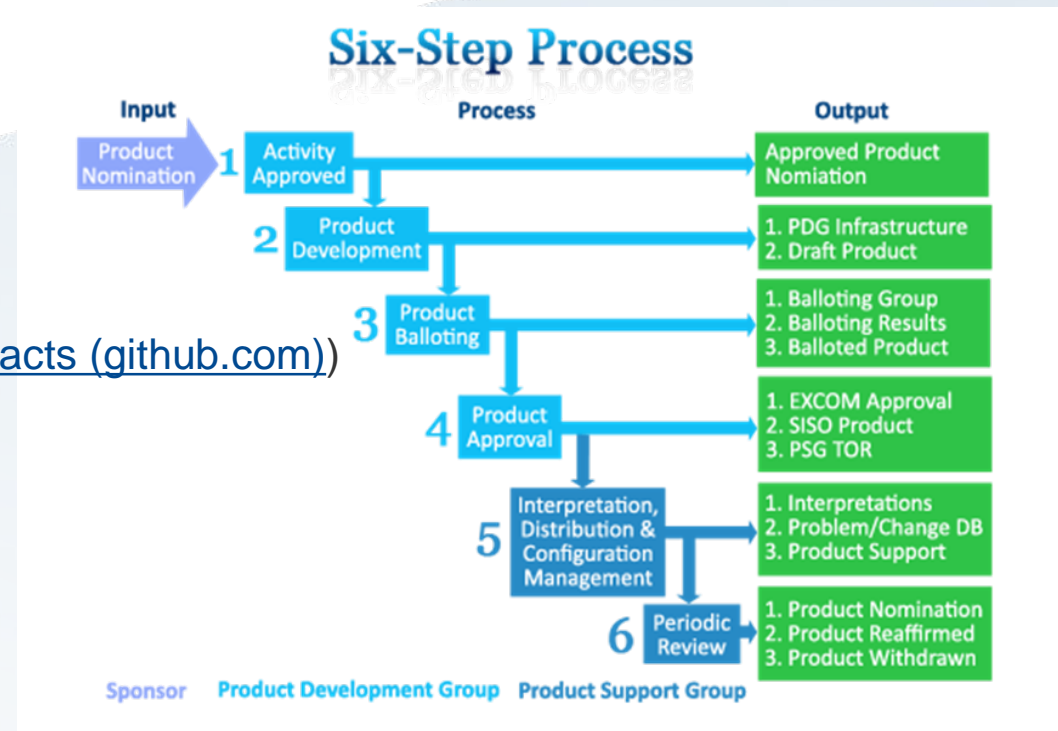 Six-Step Process
Input
Process
Output
Product
Nomination
1
Activity
Approved
Approved Product
Nomiation
2
Product
Development
1. PDG Infrastructure
2. Draft Product
3
Product
Balloting
1. Balloting Group
2. Balloting Results
3. Balloted Product
acts (github.com))
4
Product
Approval
1. EXCOM Approval
2. SISO Product
3. PSG TOR
5
Interpretation,
Distribution &
Configuration
Management
1. Interpretations
2. Problem/Change DB
3. Product Support
6
Periodic
Review
1. Product Nomination
2. Product Reaffirmed
3. Product Withdrawn
Sponsor
Product Development Group
Product Support Group